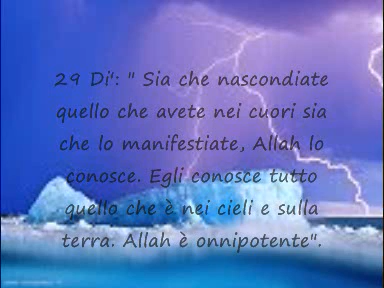 29 Di': " Sia che nascondiate
quello che avete nei cuori sia
che lo manifestiate, Allah lo
conosce. Egli conosce tutto
quello che è nei cieli e sulla
terra. Allah è onnipotente".